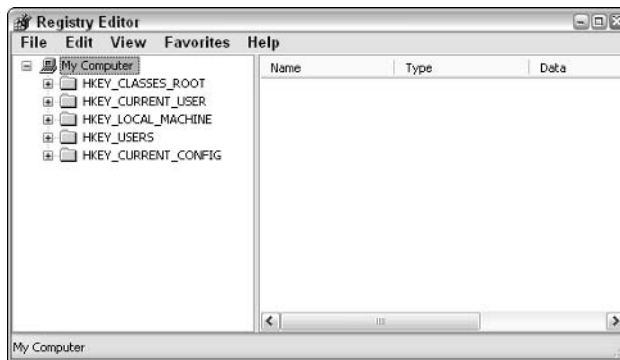 Registry Editor
File Edit View Favorites Help
My Computer
HKEY_CLASSES_ROOT
HKEY_CURRENT_USER
HKEY_LOCAL_MACHINE
HKEY_USERS
HKEY_CURRENT_CONFIG
Name Type Data
My Computer